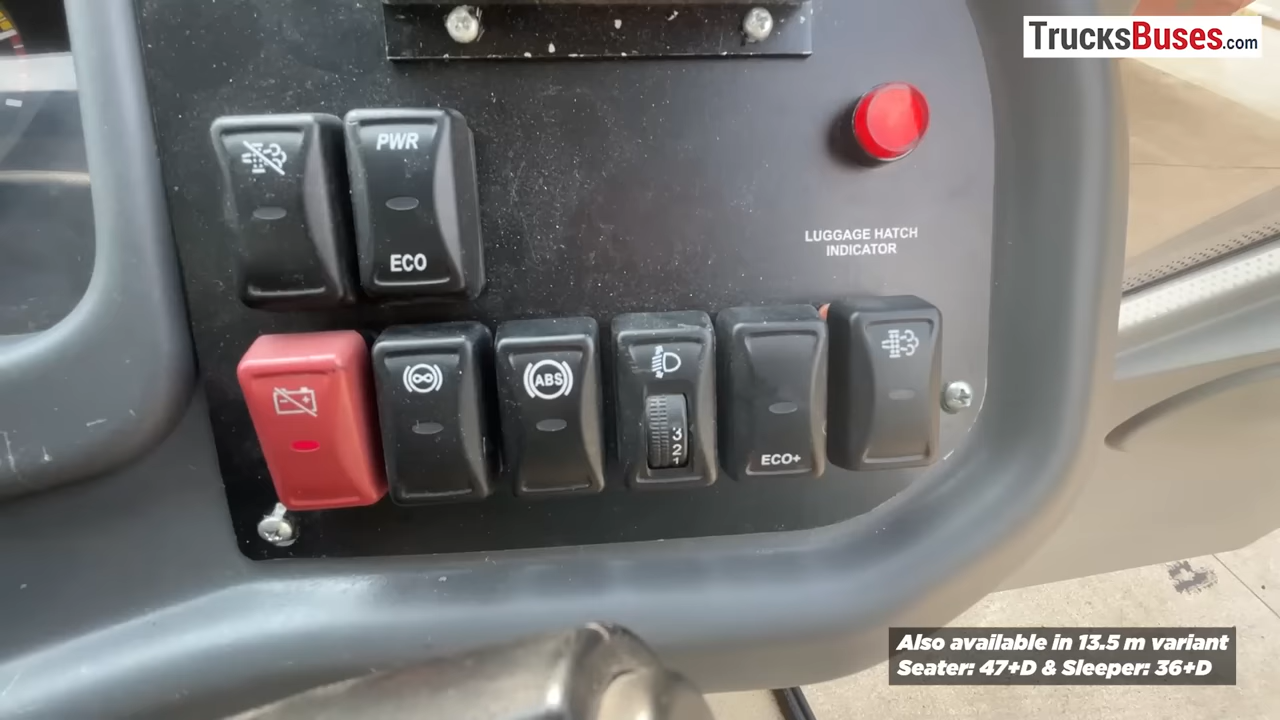 TrucksBuses.com
PWR
ECO
LUGGAGE HATCH
INDICATOR
ABS
3
2
1
ECO+
Also available in 13.5 m variant
Seater: 47+D & Sleeper: 36+D